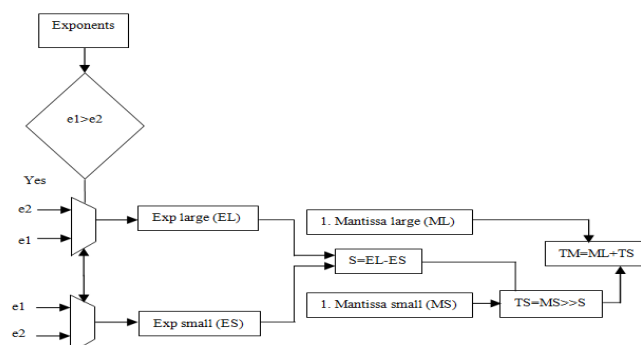 Exponents
e1>e2
Yes
e2
e1
Exp large (EL)
1. Mantissa large (ML)
TM=ML+TS
S=EL-ES
e1
e2
Exp small (ES)
1. Mantissa small (MS)
TS=MS>>S